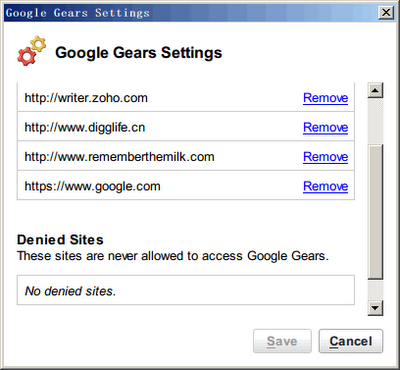 Google Gears Settings
Google Gears Settings
http://writer.zoho.com Remove
http://www.digglife.cn Remove
http://www.rememberthemilk.com Remove
https://www.google.com Remove
Denied Sites
These sites are never allowed to access Google Gears.
No denied sites.
Save Cancel